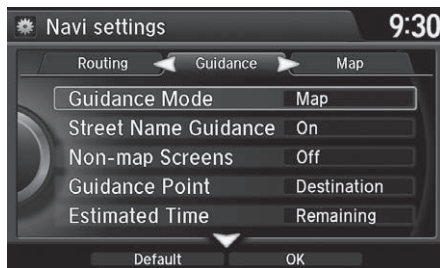 Navi settings 9:30
Routing Guidance Map
Guidance Mode Map
Street Name Guidance On
Non-map Screens Off
Guidance Point Destination
Estimated Time Remaining
Default OK